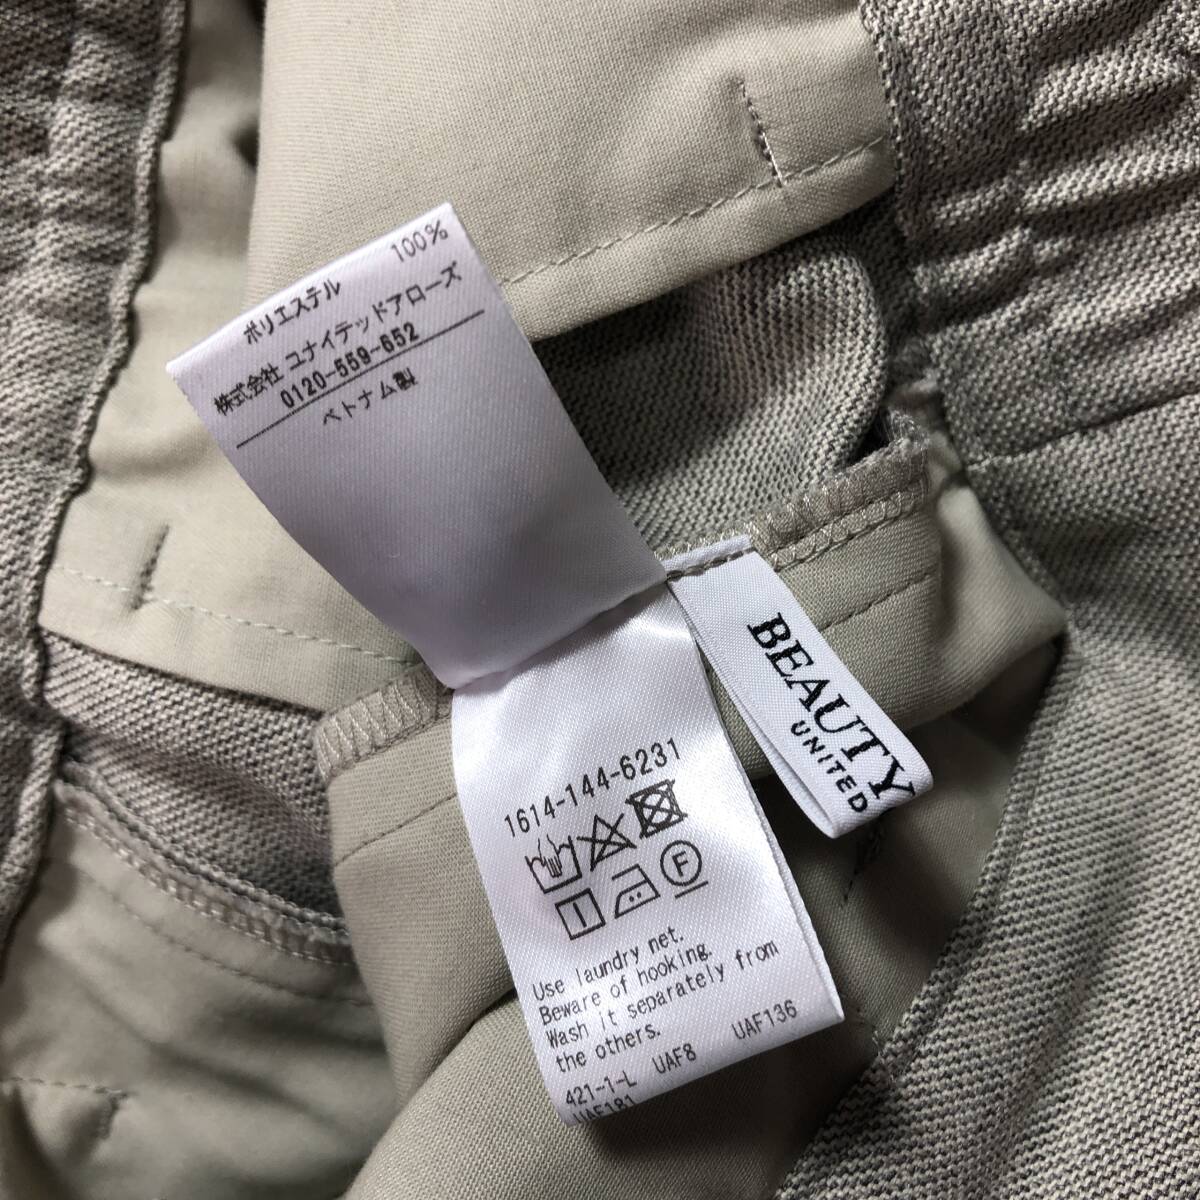 ポリエステル 100%
株式会社 ユナイテッドアローズ
0120-559-652
ベトナム製
BEAUTY
UNITED
1614-144-6231
F
Use laundry net.
Beware of hooking.
Wash it separately from
the others.
421-1-L UAF8 UAF136
UAF181